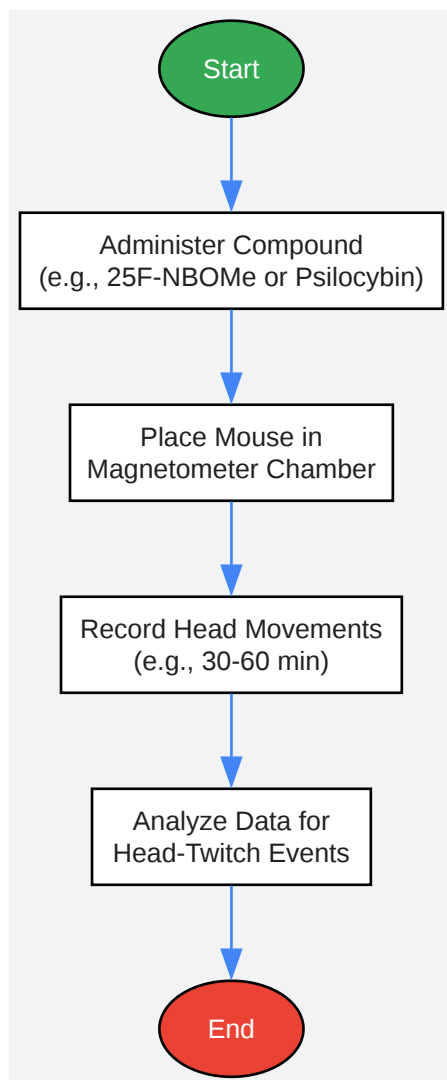 Start
Administer Compound
(e.g., 25F-NBOMe or Psilocybin)
Place Mouse in
Magnetometer Chamber
Record Head Movements
(e.g., 30-60 min)
Analyze Data for
Head-Twitch Events
End